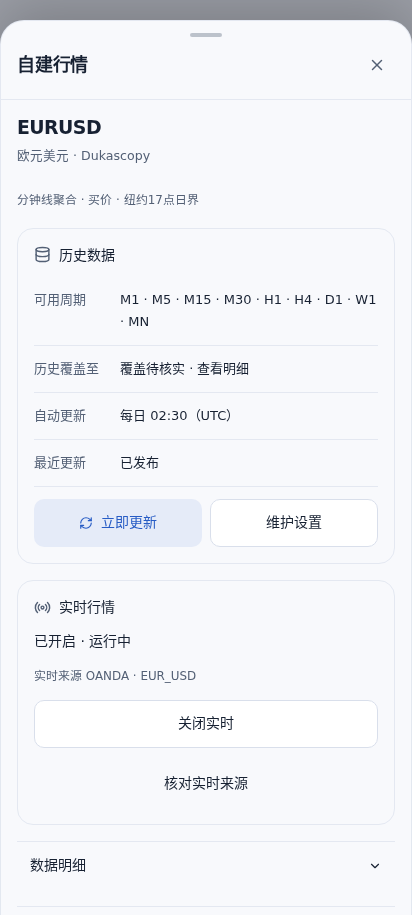 自建行情
EURUSD
欧元美元 · Dukascopy
分钟线聚合 · 买价 · 纽约17点日界
历史数据
可用周期 M1 · M5 · M15 · M30 · H1 · H4 · D1 · W1
· MN
历史覆盖至 覆盖待核实 · 查看明细
自动更新 每日 02:30（UTC）
最近更新 已发布
立即更新 维护设置
实时行情
已开启 · 运行中
实时来源 OANDA · EUR_USD
关闭实时
核对实时来源
数据明细